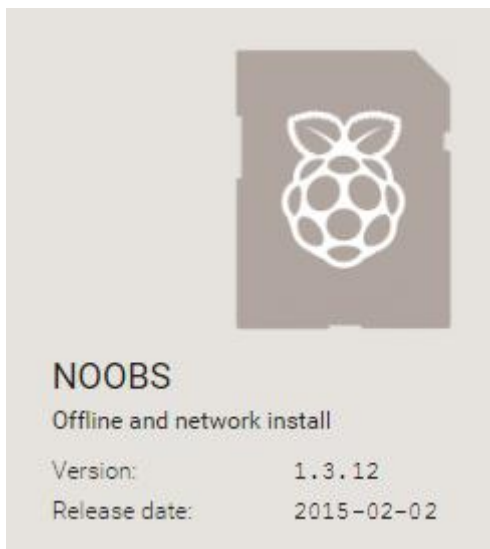 NOOBS
Offline and network install
Version: 1.3.12
Release date: 2015-02-02